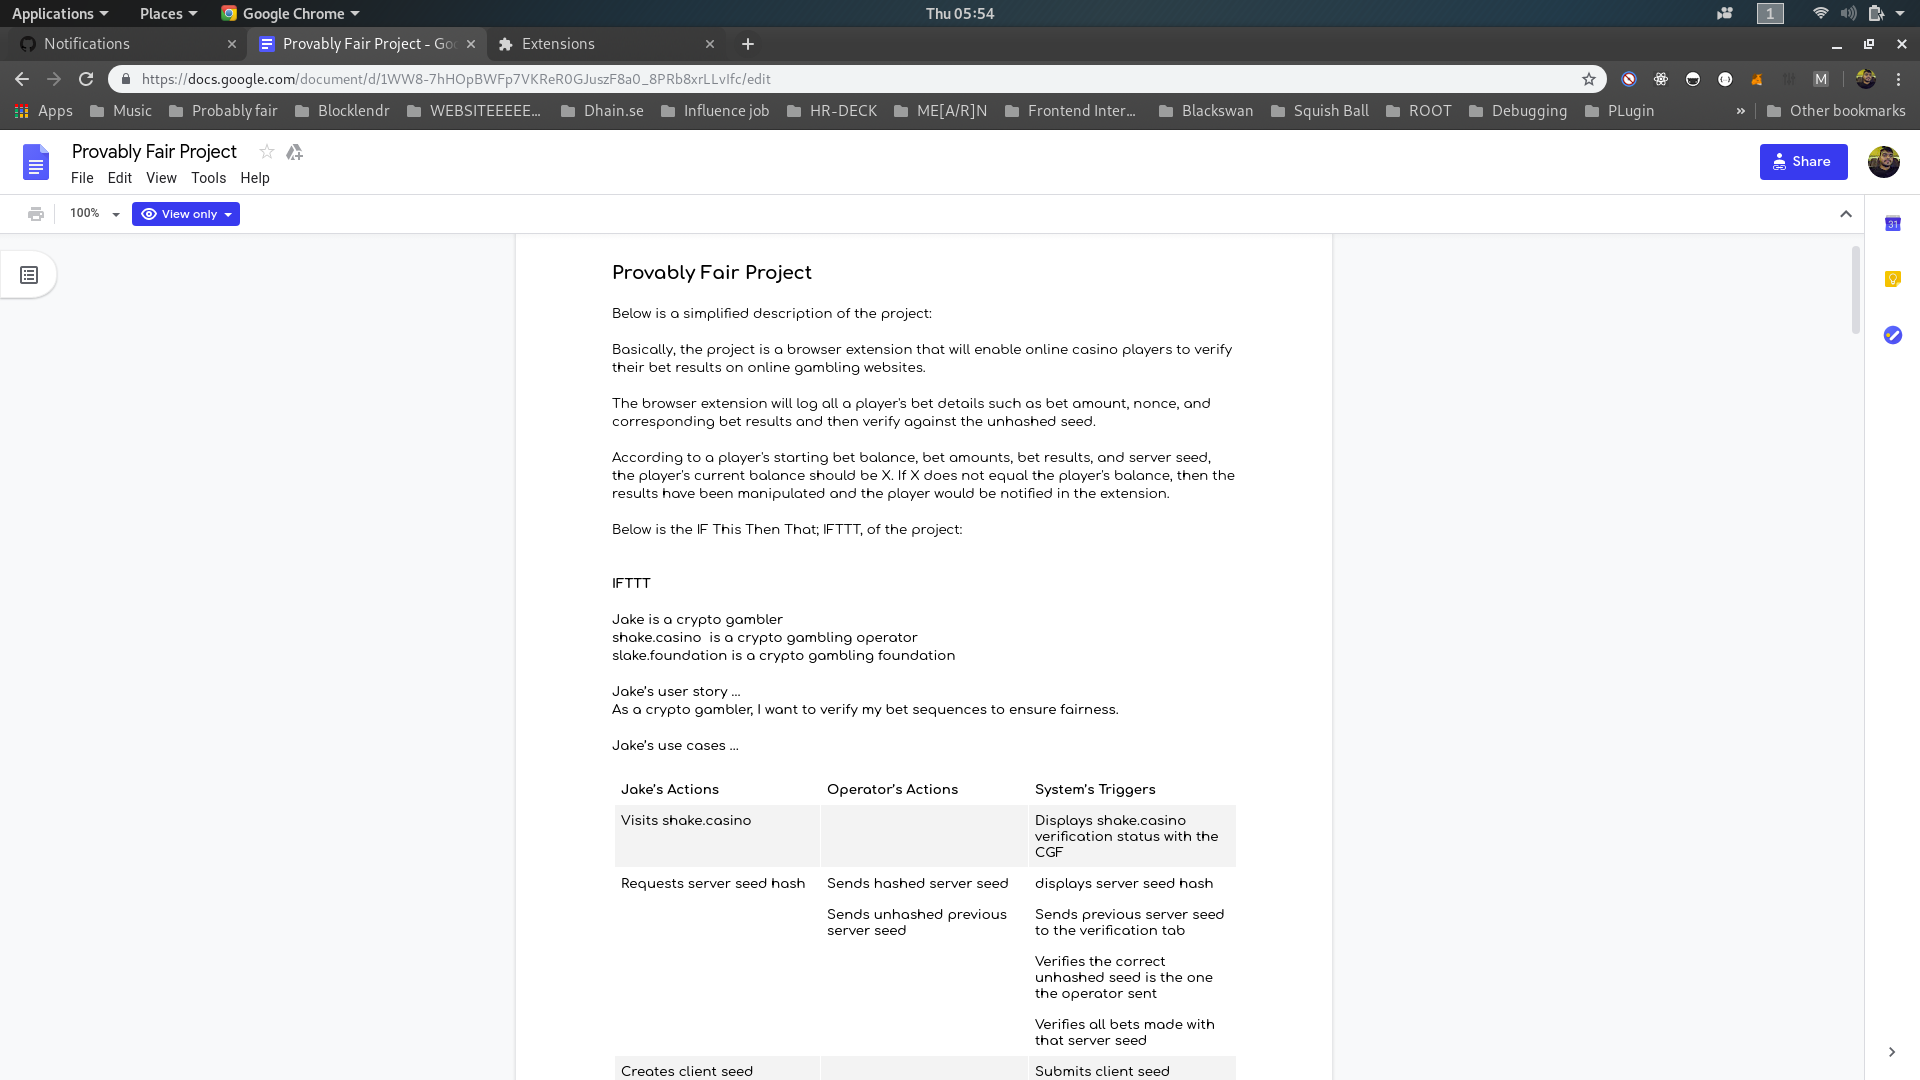 Applications Places Google Chrome Thu 05:54 1
Notifications Provably Fair Project - Goo Extensions
https://docs.google.com/document/d/1WW8-7hHOpBWFp7VKReR0GJuszF8a0_8PRb8xrLLvIfc/edit M
Apps Music Probably fair Blocklendr WEBSITEEEEE... Dhain.se Influence job HR-DECK ME[A/R]N Frontend Inter... Blackswan Squish Ball ROOT Debugging PLugin » Other bookmarks
Provably Fair Project
Share
File Edit View Tools Help
100% View only
31
Provably Fair Project
Below is a simplified description of the project:
Basically, the project is a browser extension that will enable online casino players to verify
their bet results on online gambling websites.
The browser extension will log all a player's bet details such as bet amount, nonce, and
corresponding bet results and then verify against the unhashed seed.
According to a player's starting bet balance, bet amounts, bet results, and server seed,
the player's current balance should be X. If X does not equal the player's balance, then the
results have been manipulated and the player would be notified in the extension.
Below is the IF This Then That; IFTTT, of the project:
IFTTT
Jake is a crypto gambler
shake.casino  is a crypto gambling operator
slake.foundation is a crypto gambling foundation
Jake’s user story ...
As a crypto gambler, I want to verify my bet sequences to ensure fairness.
Jake’s use cases ...
Jake’s Actions Operator’s Actions System’s Triggers
Visits shake.casino Displays shake.casino
verification status with the
CGF
Requests server seed hash Sends hashed server seed displays server seed hash
Sends unhashed previous Sends previous server seed
server seed to the verification tab
Verifies the correct
unhashed seed is the one
the operator sent
Verifies all bets made with
that server seed
Creates client seed Submits client seed